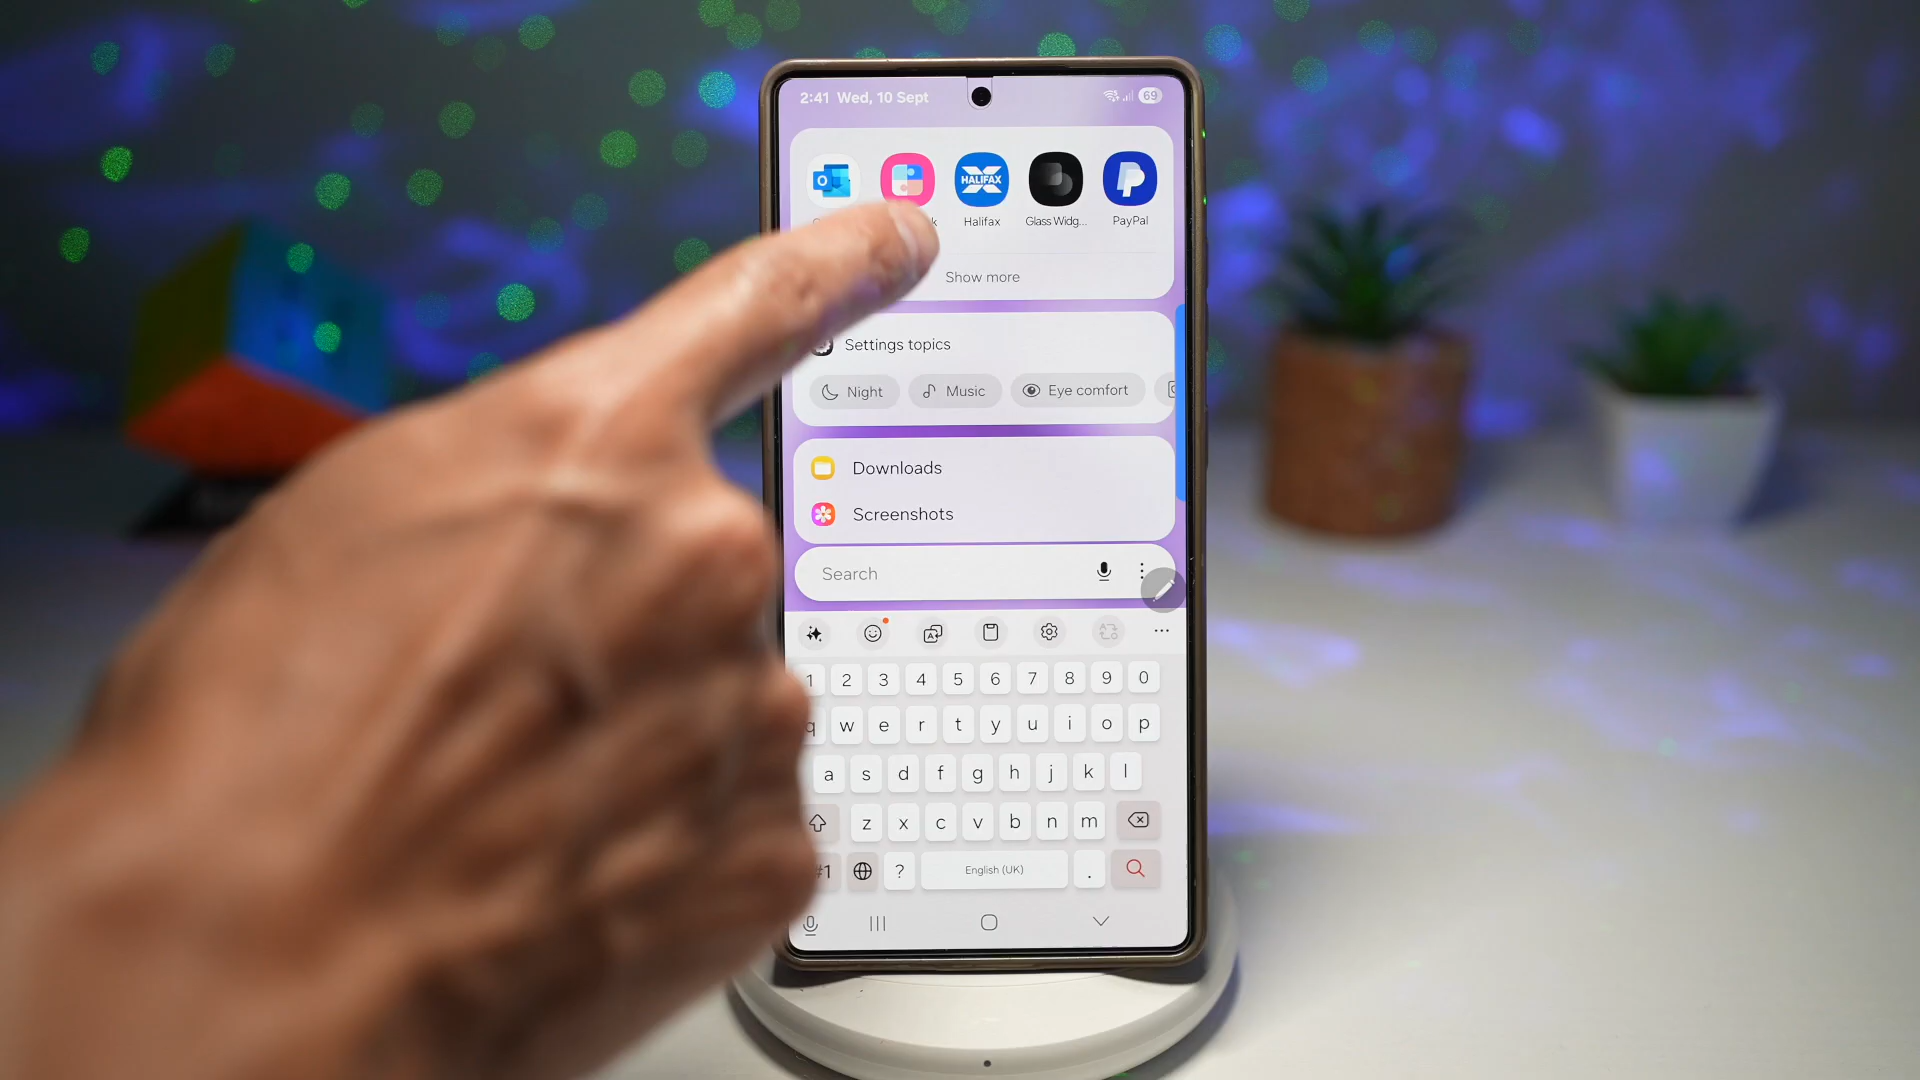 2:41 Wed, 10 Sept 69
HALIFAX
Halifax Glass Widg... PayPal
Show more
Settings topics
Night Music Eye comfort
Downloads
Screenshots
Search
1 2 3 4 5 6 7 8 9 0
q w e r t y u i o p
a s d f g h j k l
z x c v b n m
#1 ? English (UK) .